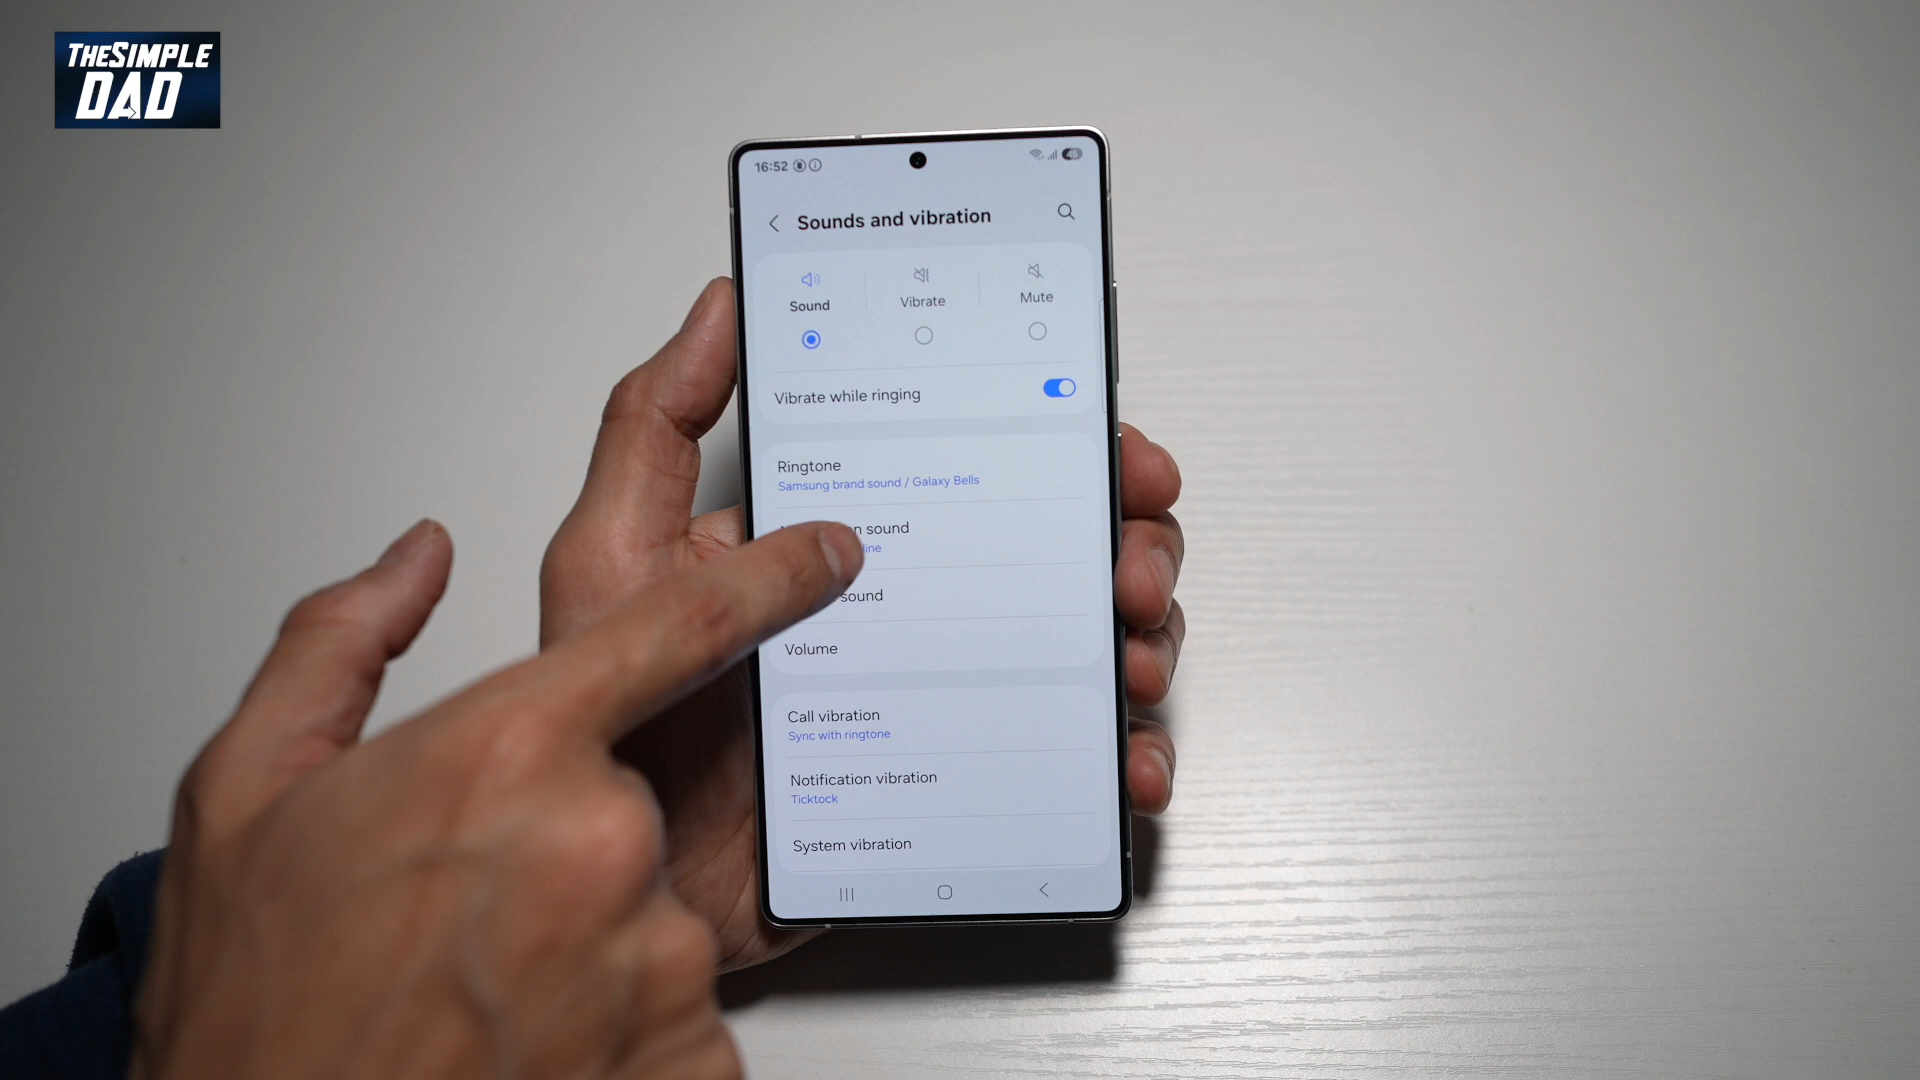 THESIMPLE
DAD
16:52
Sounds and vibration
Sound
Vibrate
Mute
Vibrate while ringing
Ringtone
Samsung brand sound / Galaxy Bells
sound
line
sound
Volume
Call vibration
Sync with ringtone
Notification vibration
Ticktock
System vibration